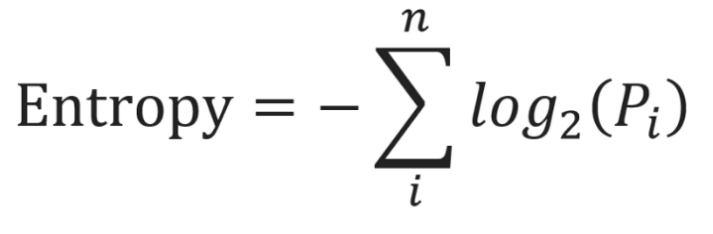 n
Entropy = − ∑ log₂(Pᵢ)
i